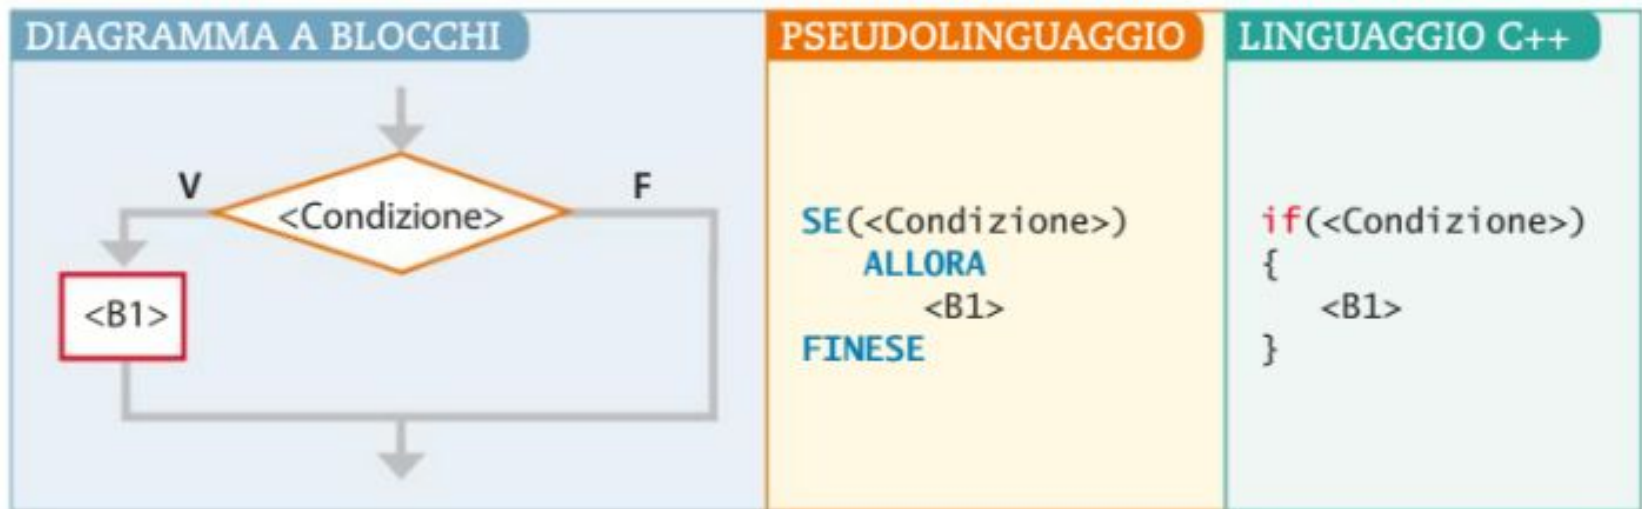 DIAGRAMMA A BLOCCHI
V
F
<Condizione>
<B1>
PSEUDOLINGUAGGIO
SE(<Condizione>)
ALLORA
<B1>
FINESE
LINGUAGGIO C++
if(<Condizione>)
{
<B1>
}